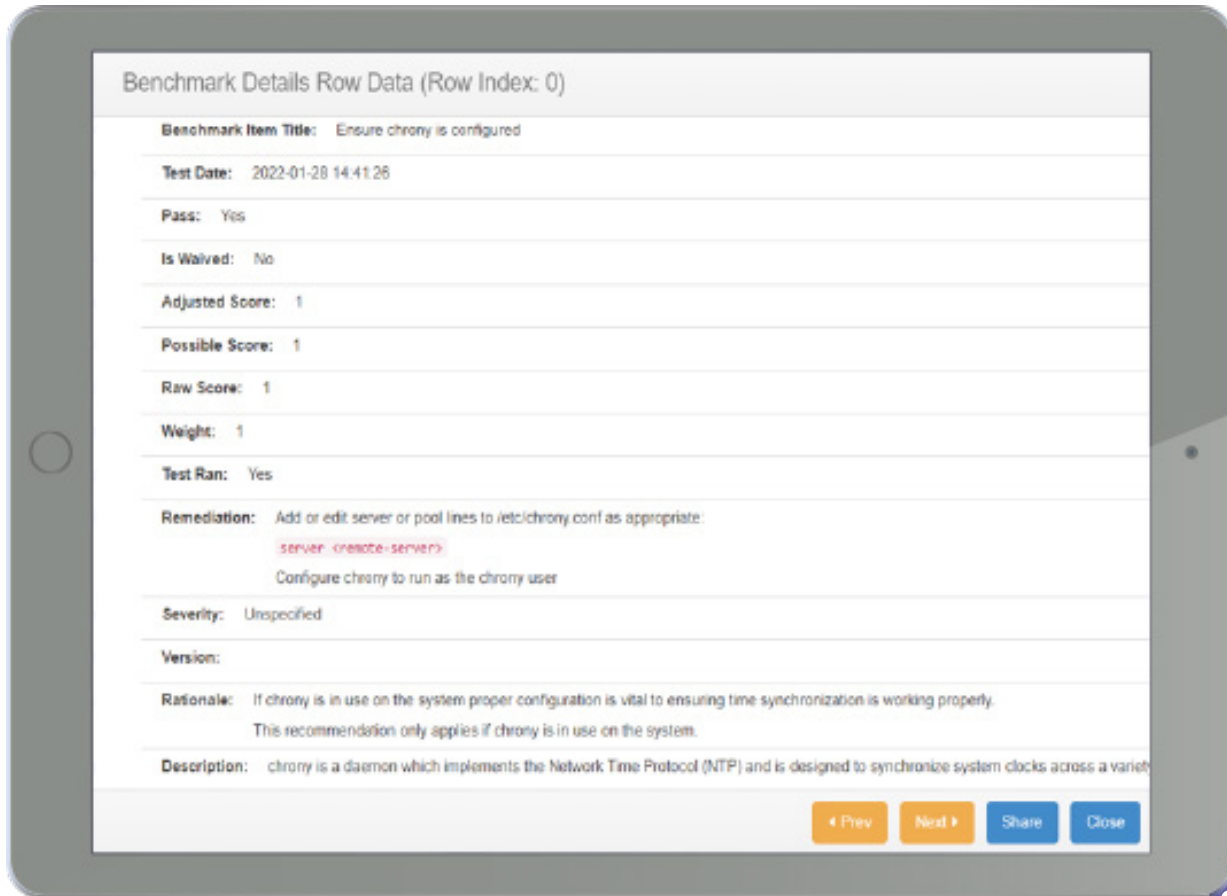 Benchmark Details Row Data (Row Index: 0)
Benchmark Item Title: Ensure chrony is configured
Test Date: 2022-01-28 14:41:26
Pass: Yes
Is Waived: No
Adjusted Score: 1
Possible Score: 1
Raw Score: 1
Weight: 1
Test Ran: Yes
Remediation: Add or edit server or pool lines to /etc/chrony.conf as appropriate:
server <remote-server>
Configure chrony to run as the chrony user
Severity: Unspecified
Version:
Rationale: If chrony is in use on the system proper configuration is vital to ensuring time synchronization is working properly.
This recommendation only applies if chrony is in use on the system.
Description: chrony is a daemon which implements the Network Time Protocol (NTP) and is designed to synchronize system clocks across a variety
Prev Next Share Close